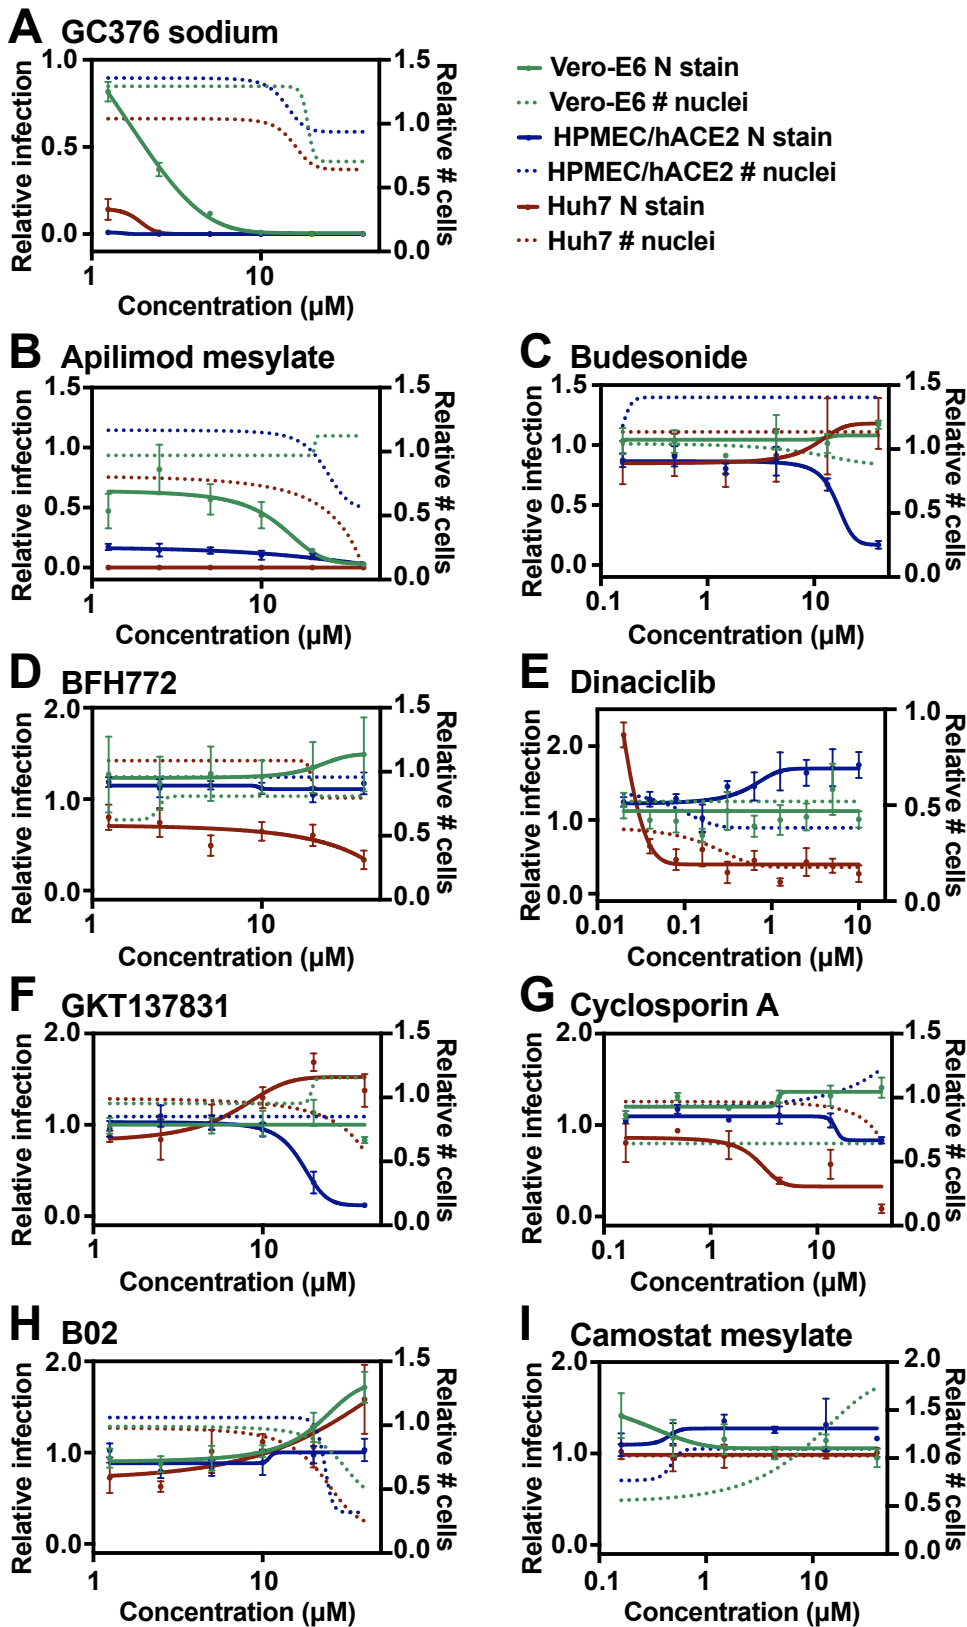 A GC376 sodium
1.0
0.5
0.0
Relative infection
1.5
1.0
0.5
0.0
Relative # cells
1
10
Concentration (µM)
Vero-E6 N stain
Vero-E6 # nuclei
HPMEC/hACE2 N stain
HPMEC/hACE2 # nuclei
Huh7 N stain
Huh7 # nuclei
B Apilimod mesylate
1.5
1.0
0.5
0.0
Relative infection
1.5
1.0
0.5
0.0
Relative # cells
1
10
Concentration (µM)
C Budesonide
1.5
1.0
0.5
0.0
Relative infection
1.5
1.0
0.5
0.0
Relative # cells
0.1
1
10
Concentration (µM)
D BFH772
2.0
1.0
0.0
Relative infection
1.5
1.0
0.5
0.0
Relative # cells
1
10
Concentration (µM)
E Dinaciclib
2.0
1.0
0.0
Relative infection
1.0
0.5
0.0
Relative # cells
0.01
0.1
1
10
Concentration (µM)
F GKT137831
2.0
1.0
0.0
Relative infection
1.5
1.0
0.5
0.0
Relative # cells
1
10
Concentration (µM)
G Cyclosporin A
2.0
1.0
0.0
Relative infection
1.5
1.0
0.5
0.0
Relative # cells
0.1
1
10
Concentration (µM)
H B02
2.0
1.0
0.0
Relative infection
1.5
1.0
0.5
0.0
Relative # cells
1
10
Concentration (µM)
I Camostat mesylate
2.0
1.0
0.0
Relative infection
2.0
1.5
1.0
0.5
0.0
Relative # cells
0.1
1
10
Concentration (µM)